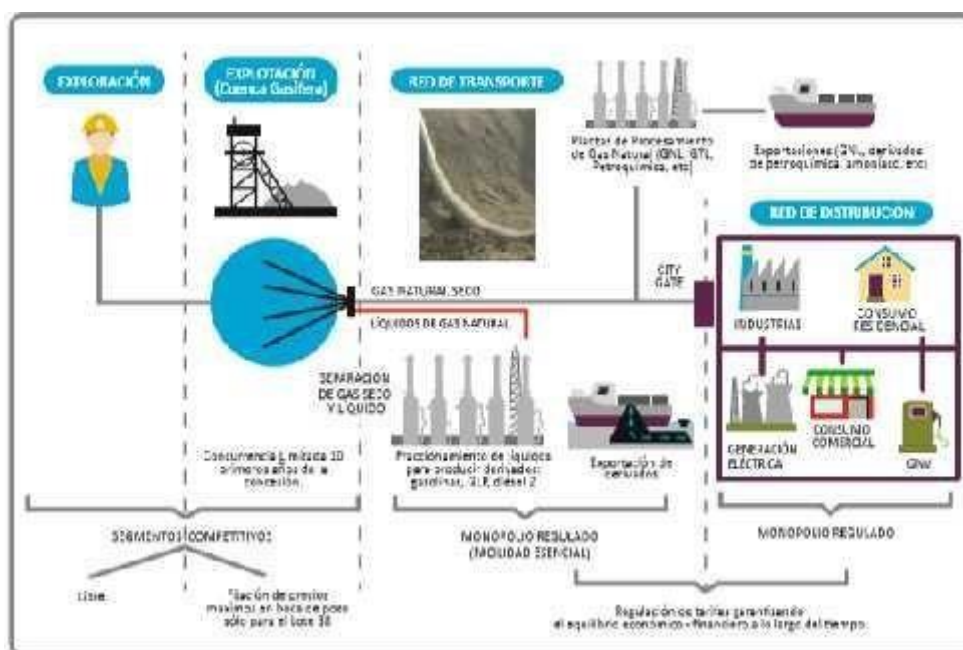 EXPLORACIÓN
EXPLOTACIÓN
(Cuenca Gasífera)
RED DE TRANSPORTE
Plantas de Procesamiento
de Gas Natural (GNL, GTL,
Petroquímica, etc)
Exportaciones (GNL, derivados
de petroquímica, amoniaco, etc)
RED DE DISTRIBUCIÓN
CITY
GATE
GAS NATURAL SECO
LÍQUIDOS DE GAS NATURAL
INDUSTRIAS
CONSUMO
RESIDENCIAL
SEPARACIÓN
DE GAS SECO
Y LÍQUIDO
GENERACIÓN
ELÉCTRICA
CONSUMO
COMERCIAL
GNV
primeros años de la
concesión
Fraccionamiento de líquidos
para producir derivados:
gasolinas, GLP, diésel 2
Exportación de
derivados
SEGMENTOS COMPETITIVOS
MONOPOLIO REGULADO
(FACILIDAD ESENCIAL)
MONOPOLIO REGULADO
Libre
Fijación de precios
máximos en boca de pozo
sólo para el lote 88
Regulación de tarifas garantizando
el equilibrio económico - financiero a lo largo del tiempo.